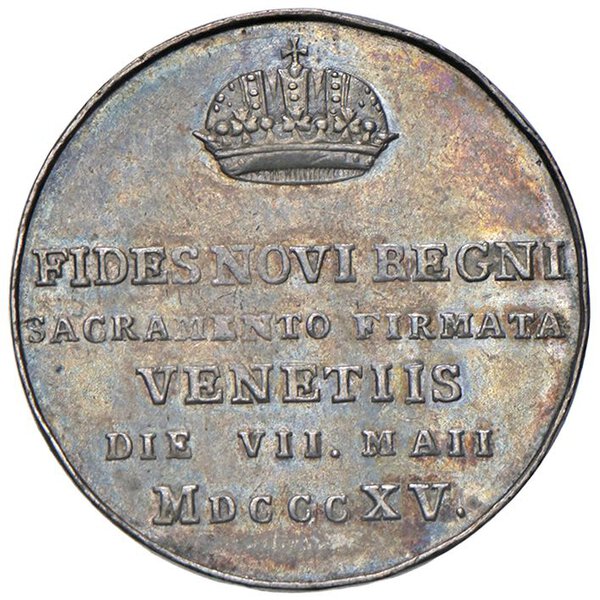 FIDES NOVI REGNI
SACRAMENTO FIRMATA
VENETIIS
DIE VII. MAII
MDCCCXV.